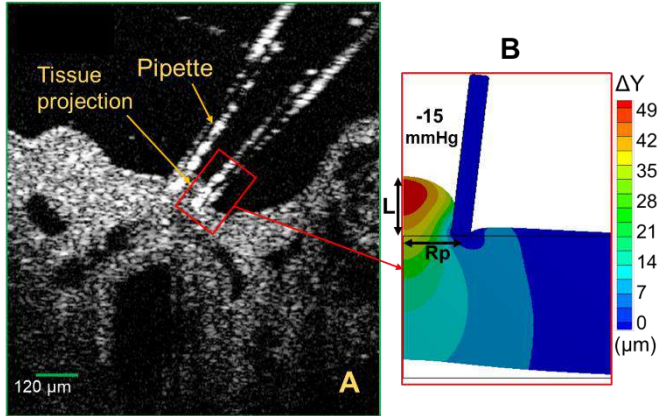 Tissue
projection
Pipette
120 µm
A
B
-15
mmHg
L
Rp
ΔY
49
42
35
28
21
14
7
0
(µm)